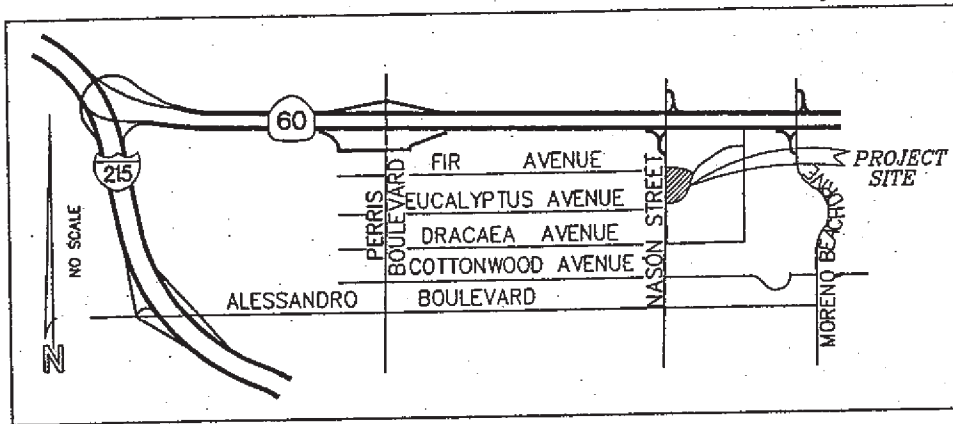 60
215
NO SCALE
N
PERRIS
BOULEVARD
FIR AVENUE
EUCALYPTUS AVENUE
DRACAEA AVENUE
COTTONWOOD AVENUE
ALESSANDRO BOULEVARD
NASON STREET
MORENO BEACH DRIVE
PROJECT
SITE